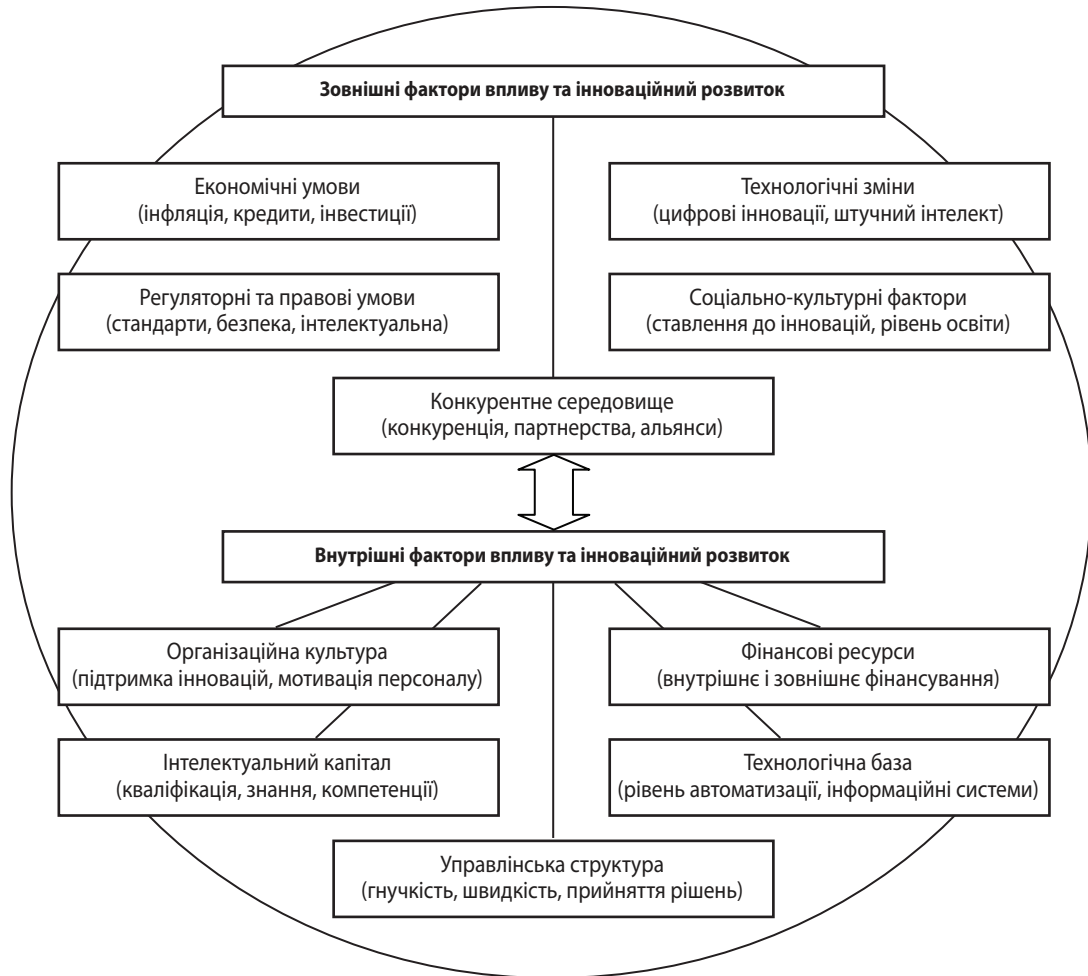 Зовнішні фактори впливу та інноваційний розвиток
Економічні умови
(інфляція, кредити, інвестиції)
Технологічні зміни
(цифрові інновації, штучний інтелект)
Регуляторні та правові умови
(стандарти, безпека, інтелектуальна)
Соціально-культурні фактори
(ставлення до інновацій, рівень освіти)
Конкурентне середовище
(конкуренція, партнерства, альянси)
Внутрішні фактори впливу та інноваційний розвиток
Організаційна культура
(підтримка інновацій, мотивація персоналу)
Фінансові ресурси
(внутрішнє і зовнішнє фінансування)
Інтелектуальний капітал
(кваліфікація, знання, компетенції)
Технологічна база
(рівень автоматизації, інформаційні системи)
Управлінська структура
(гнучкість, швидкість, прийняття рішень)